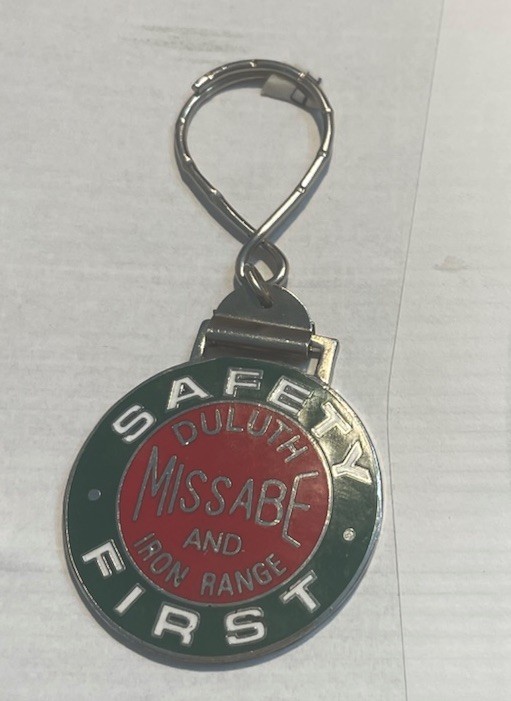 SAFETY
DULUTH
MISSABE
AND
IRON RANGE
FIRST